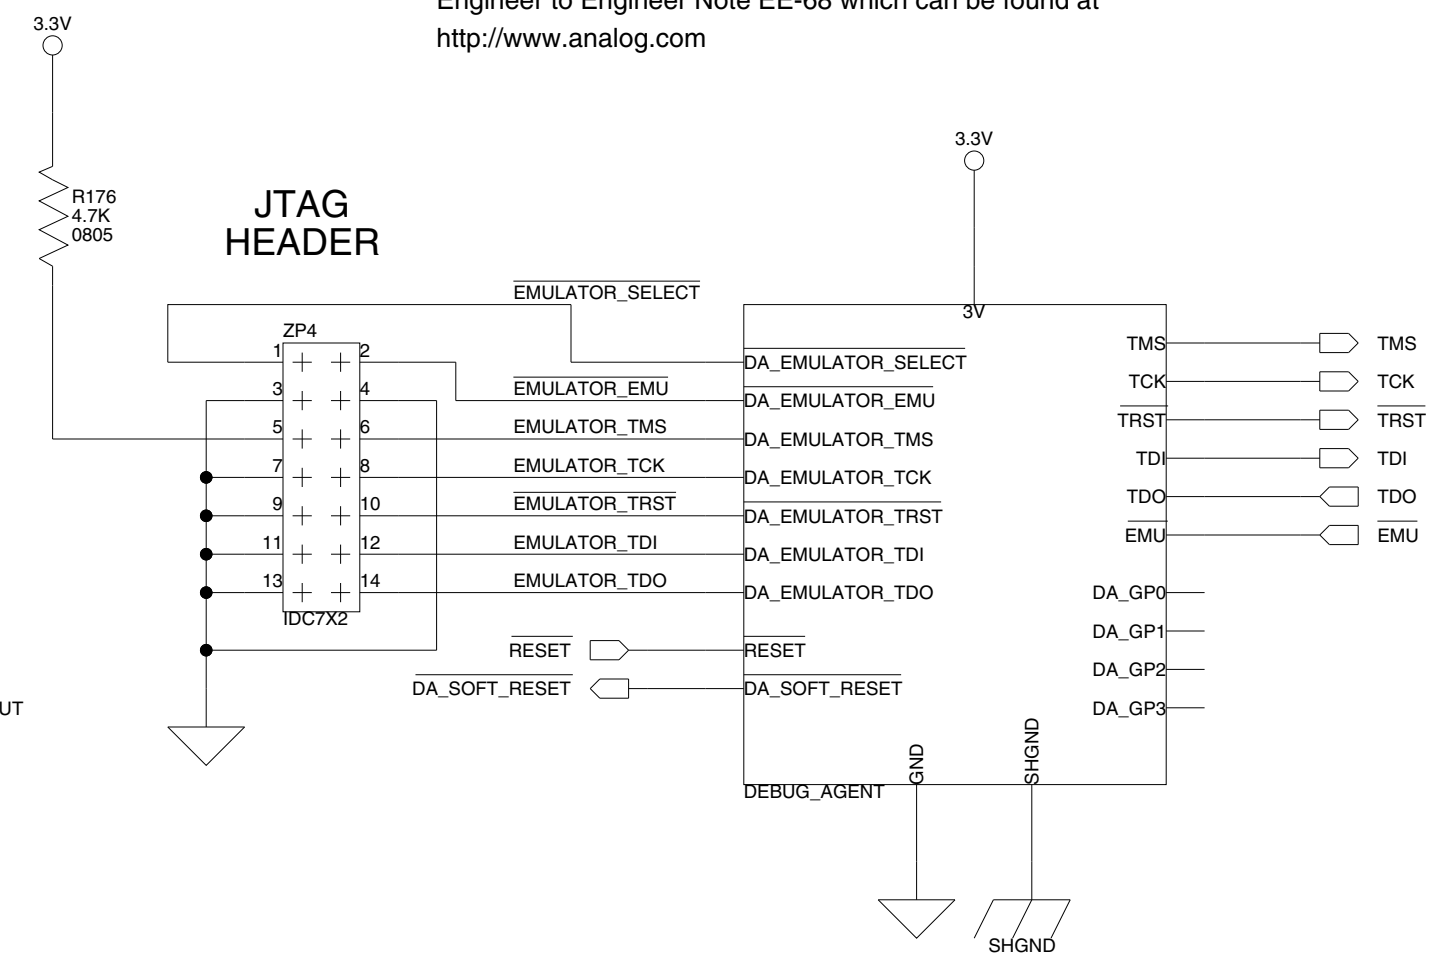 Engineer to Engineer Note EE-68 which can be found at
http://www.analog.com
3.3V
R176
4.7K
0805
JTAG
HEADER
3.3V
EMULATOR_SELECT
ZP4
1 2
3 4
5 6
7 8
9 10
11 12
13 14
IDC7X2
EMULATOR_EMU
EMULATOR_TMS
EMULATOR_TCK
EMULATOR_TRST
EMULATOR_TDI
EMULATOR_TDO
RESET
DA_SOFT_RESET
3V
DA_EMULATOR_SELECT
DA_EMULATOR_EMU
DA_EMULATOR_TMS
DA_EMULATOR_TCK
DA_EMULATOR_TRST
DA_EMULATOR_TDI
DA_EMULATOR_TDO
RESET
DA_SOFT_RESET
TMS TMS
TCK TCK
TRST TRST
TDI TDI
TDO TDO
EMU EMU
DA_GP0
DA_GP1
DA_GP2
DA_GP3
GND
SHGND
DEBUG_AGENT
SHGND
UT